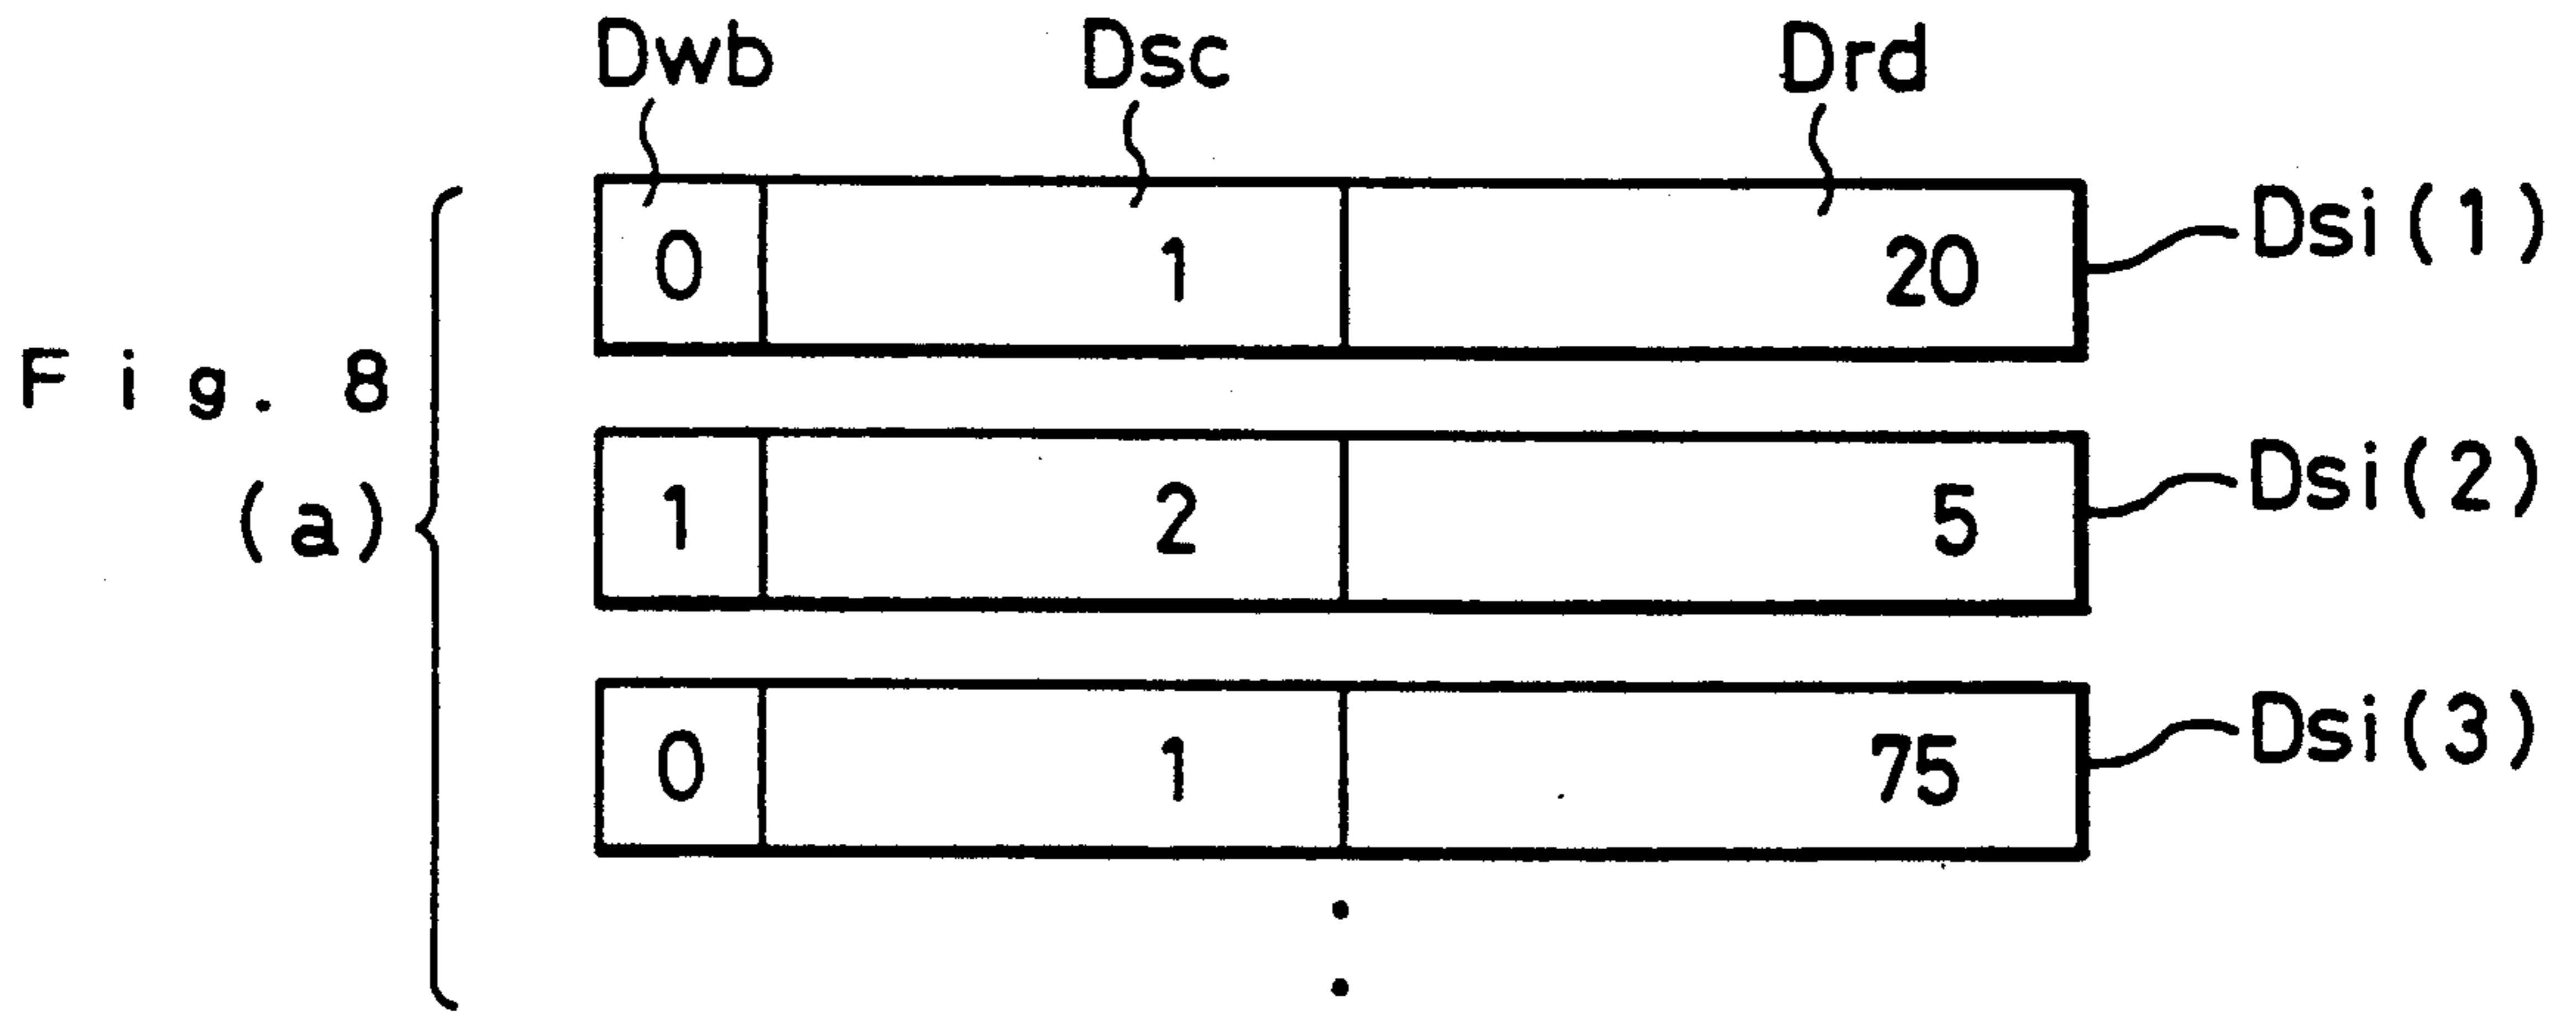 Dwb Dsc Drd
0 1 20 Dsi(1)
Fig. 8
(a)
1 2 5 Dsi(2)
0 1 75 Dsi(3)